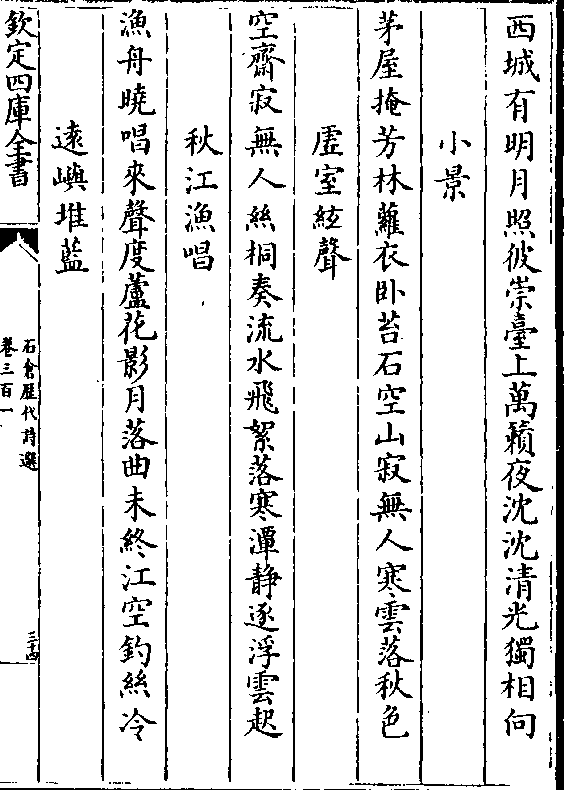 西城有明月照彼崇臺上萬籟夜沈沈清光獨相向
小景
茅屋掩芳林蘿衣卧苔石空山寂無人寒雲落秋色
虛室絃聲
空齋寂無人絲桐奏流水飛絮落寒潭静逐浮雲起
秋江漁唱
漁舟曉唱來聲度蘆花影月落曲未終江空釣絲冷
遠嶼堆藍
欽定四庫全書
石倉歷代詩選
卷三百一
三十四